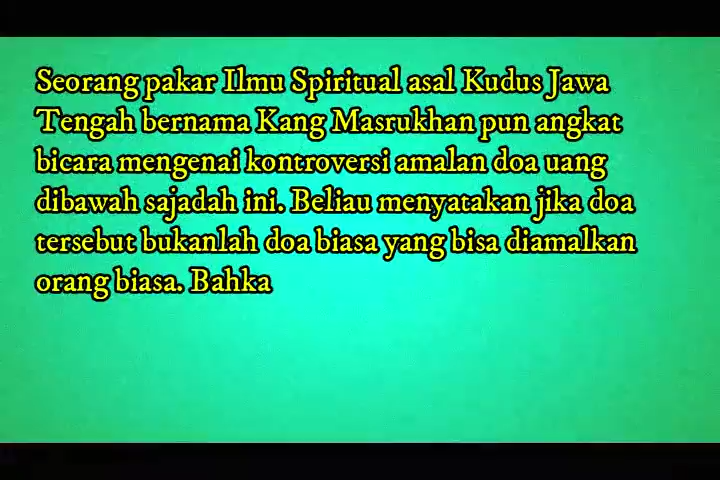 Seorang pakar Ilmu Spiritual asal Kudus Jawa
Tengah bernama Kang Masrukhan pun angkat
bicara mengenai kontroversi amalan doa uang
dibawah sajadah ini. Beliau menyatakan jika doa
tersebut bukanlah doa biasa yang bisa diamalkan
orang biasa. Bahka